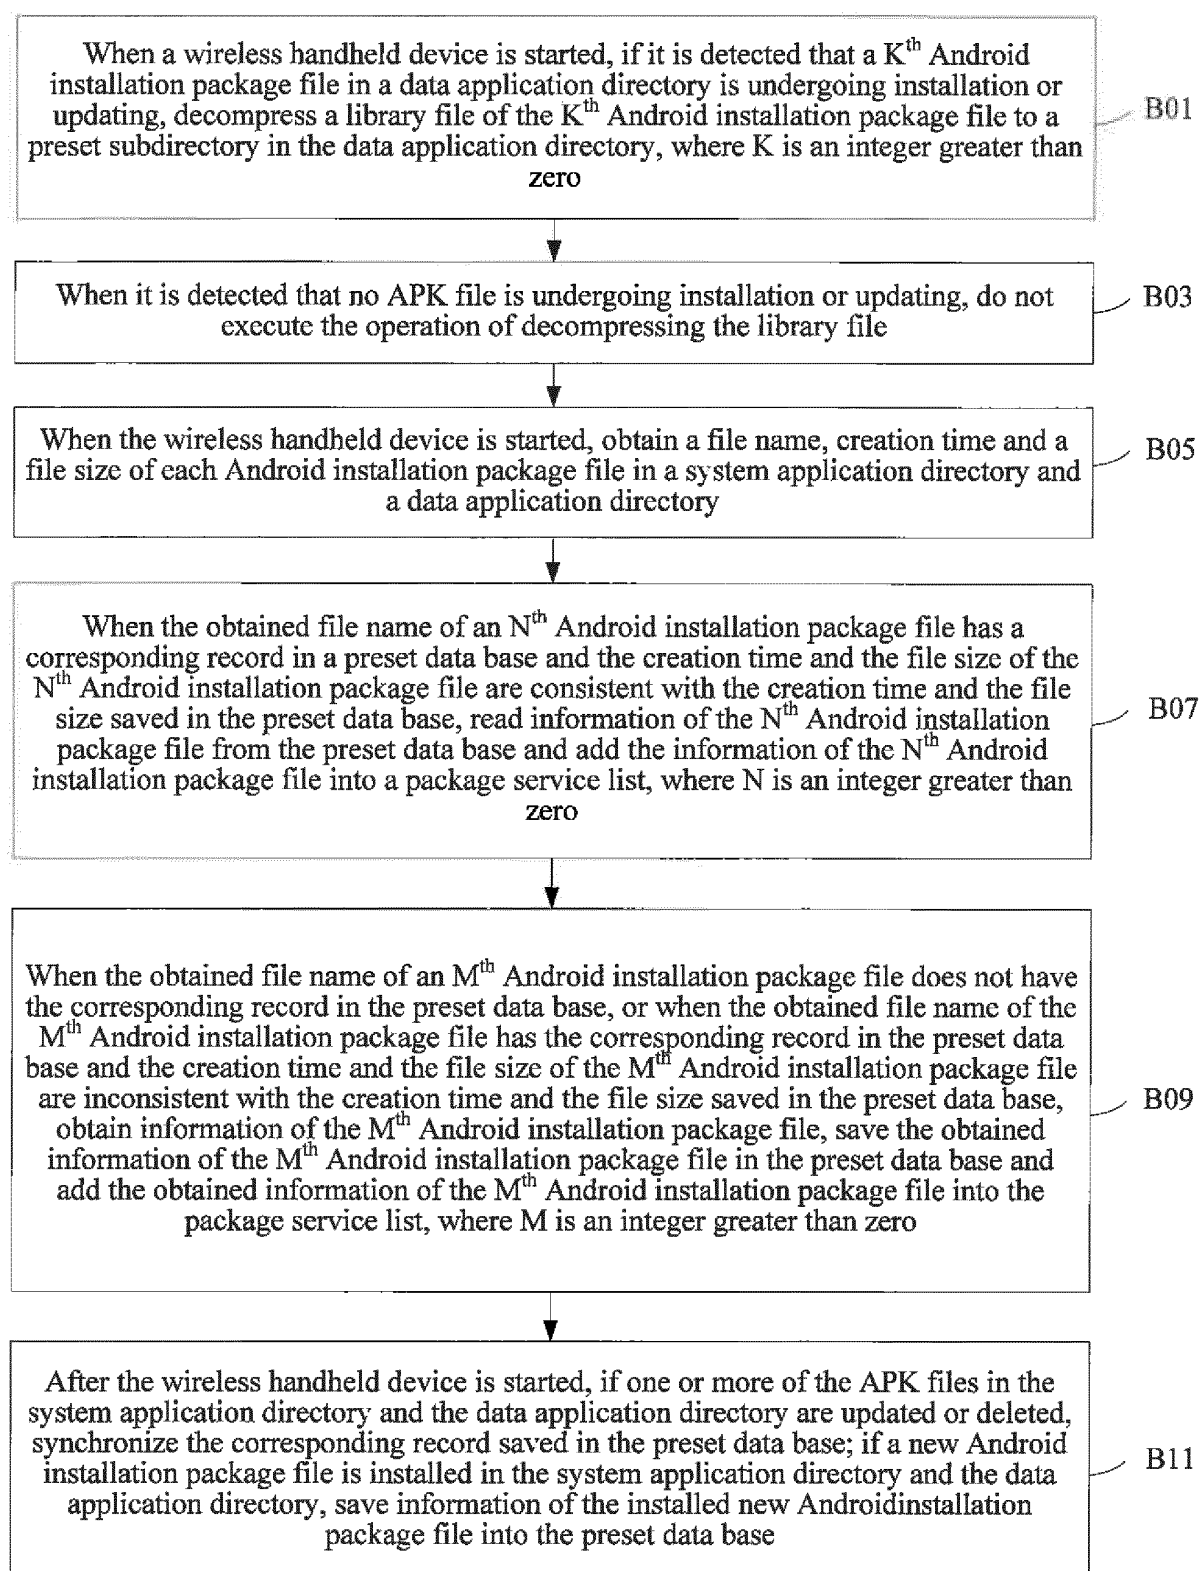 When a wireless handheld device is started, if it is detected that a Kth Android
installation package file in a data application directory is undergoing installation or
updating, decompress a library file of the Kth Android installation package file to a
preset subdirectory in the data application directory, where K is an integer greater than
zero
B01
When it is detected that no APK file is undergoing installation or updating, do not
execute the operation of decompressing the library file
B03
When the wireless handheld device is started, obtain a file name, creation time and a
file size of each Android installation package file in a system application directory and
a data application directory
B05
When the obtained file name of an Nth Android installation package file has a
corresponding record in a preset data base and the creation time and the file size of the
Nth Android installation package file are consistent with the creation time and the file
size saved in the preset data base, read information of the Nth Android installation
package file from the preset data base and add the information of the Nth Android
installation package file into a package service list, where N is an integer greater than
zero
B07
When the obtained file name of an Mth Android installation package file does not have
the corresponding record in the preset data base, or when the obtained file name of the
Mth Android installation package file has the corresponding record in the preset data
base and the creation time and the file size of the Mth Android installation package file
are inconsistent with the creation time and the file size saved in the preset data base,
obtain information of the Mth Android installation package file, save the obtained
information of the Mth Android installation package file in the preset data base and
add the obtained information of the Mth Android installation package file into the
package service list, where M is an integer greater than zero
B09
After the wireless handheld device is started, if one or more of the APK files in the
system application directory and the data application directory are updated or deleted,
synchronize the corresponding record saved in the preset data base; if a new Android
installation package file is installed in the system application directory and the data
application directory, save information of the installed new Androidinstallation
package file into the preset data base
B11